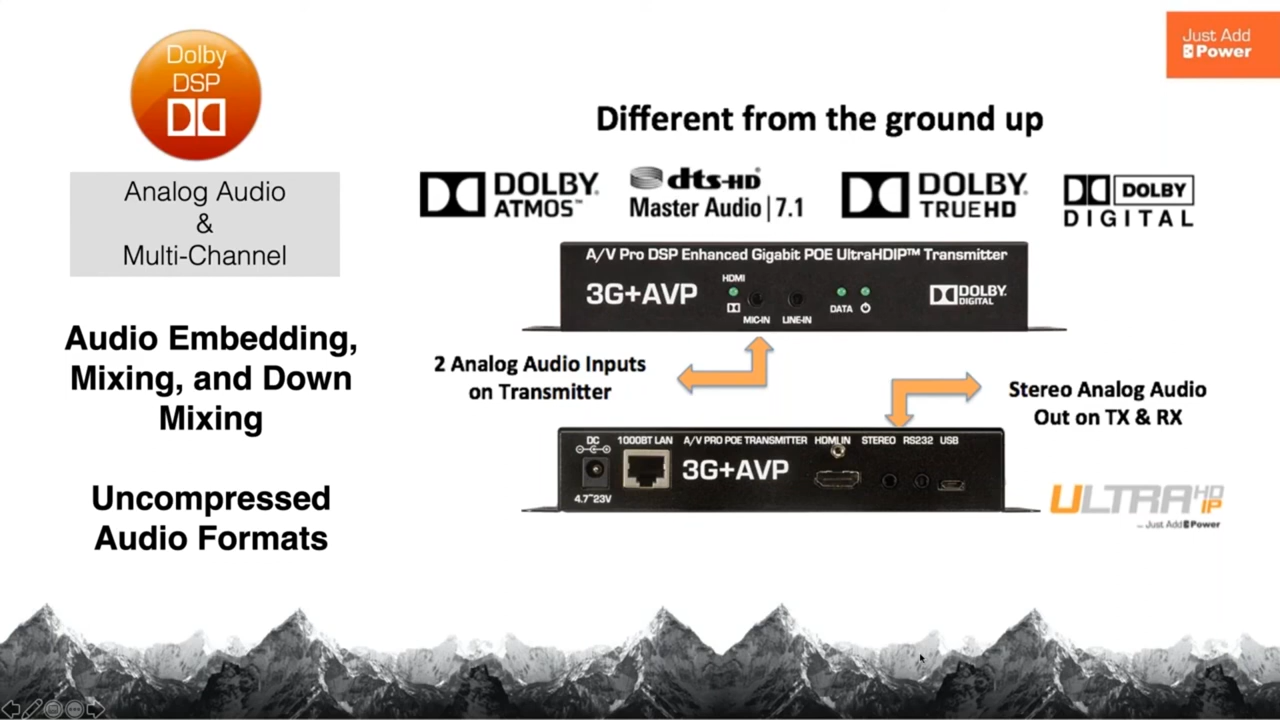 Dolby
DSP
Just Add
Power
Different from the ground up
Analog Audio
&
Multi-Channel
DOLBY
ATMOS™
dts-HD
Master Audio | 7.1
DOLBY
TRUEHD
DOLBY
DIGITAL
A/V Pro DSP Enhanced Gigabit POE UltraHDIP™ Transmitter
3G+AVP
HDMI
MIC-IN
LINE-IN
DATA
DOLBY
DIGITAL
Audio Embedding,
Mixing, and Down
Mixing
2 Analog Audio Inputs
on Transmitter
Stereo Analog Audio
Out on TX & RX
DC
1000BT LAN
A/V PRO POE TRANSMITTER
HDMI IN
STEREO
RS232
USB
3G+AVP
4.7~23V
Uncompressed
Audio Formats
ULTRA HD
IP
... Just Add Power